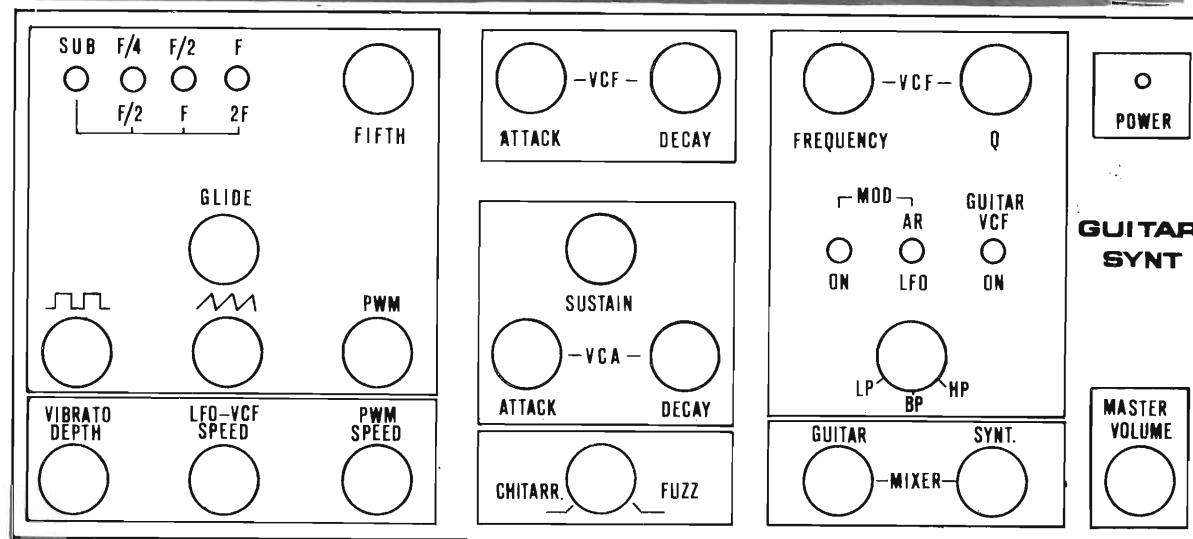 SUB F/4 F/2 F
F/2 F 2F
FIFTH
GLIDE
PWM
VIBRATO
DEPTH
LFO-VCF
SPEED
PWM
SPEED
-VCF-
ATTACK DECAY
SUSTAIN
-VCA-
ATTACK DECAY
CHITARR. FUZZ
-VCF-
FREQUENCY Q
MOD
AR
GUITAR
VCF
ON LFO ON
LP BP HP
GUITAR SYNT.
-MIXER-
POWER
GUITAR
SYNT
MASTER
VOLUME